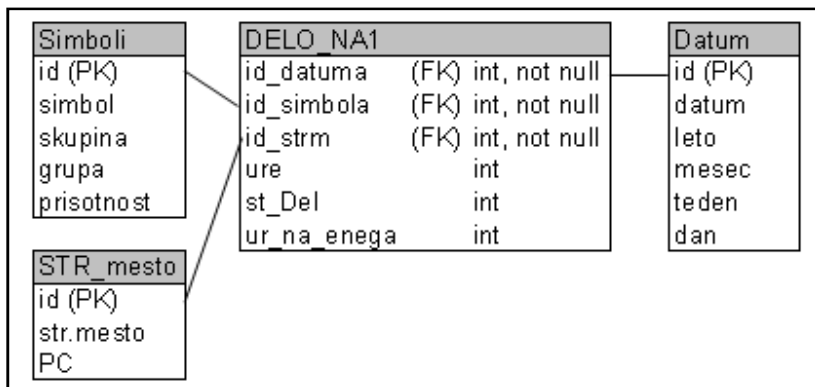 Simboli
id (PK)
simbol
skupina
grupa
prisotnost
DELO_NA1
id_datuma (FK) int, not null
id_simbola (FK) int, not null
id_strm (FK) int, not null
ure int
st_Del int
ur_na_enega int
Datum
id (PK)
datum
leto
mesec
teden
dan
STR_mesto
id (PK)
str.mesto
PC